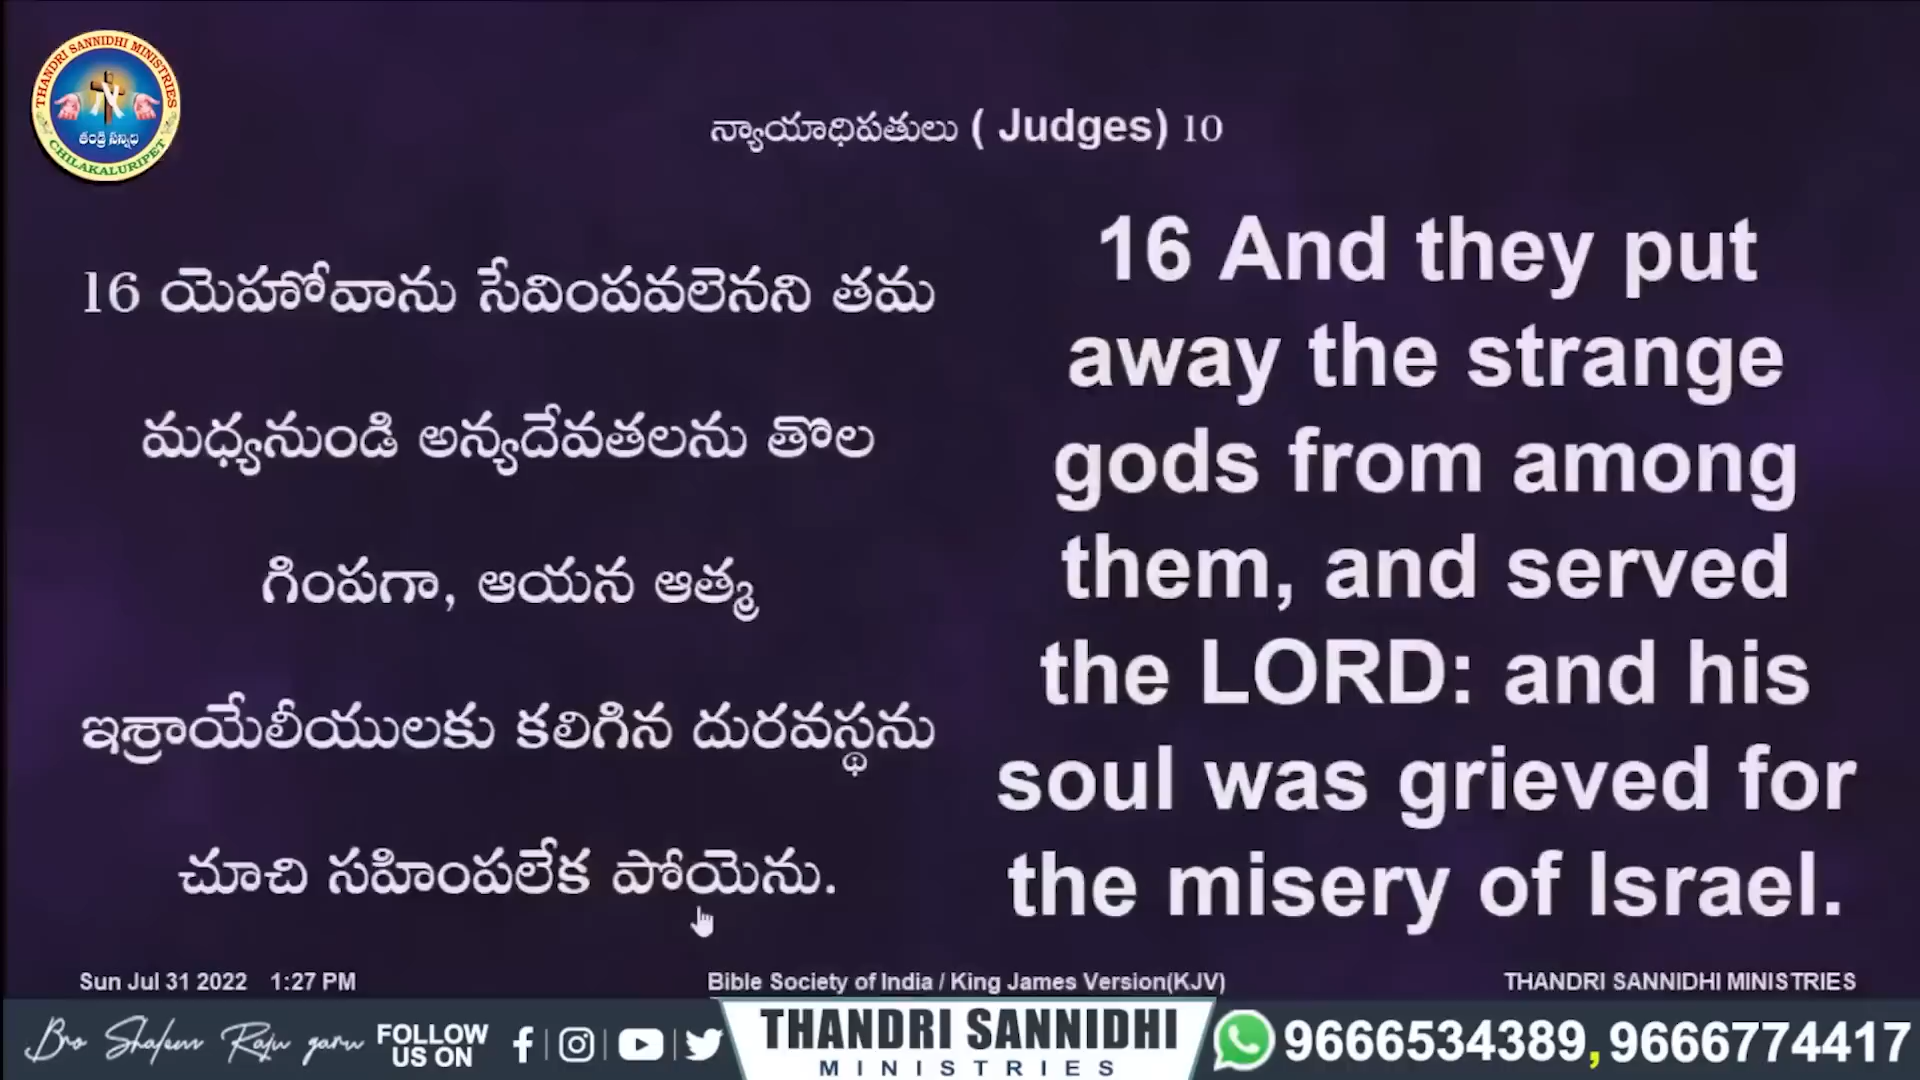 THANDRI SANNIDHI MINISTRIES
తండ్రి సన్నిధి
CHILAKALURIPET
న్యాయాధిపతులు ( Judges) 10
16 యెహోవాను సేవింపవలెనని తమ
మధ్యనుండి అన్యదేవతలను తొల
గింపగా, ఆయన ఆత్మ
ఇశ్రాయేలీయులకు కలిగిన దురవస్థను
చూచి సహింపలేక పోయెను.
16 And they put
away the strange
gods from among
them, and served
the LORD: and his
soul was grieved for
the misery of Israel.
Sun Jul 31 2022 1:27 PM
Bible Society of India / King James Version(KJV)
THANDRI SANNIDHI MINISTRIES
Bro Shalem Raju garu
FOLLOW
US ON
THANDRI SANNIDHI
MINISTRIES
9666534389, 9666774417